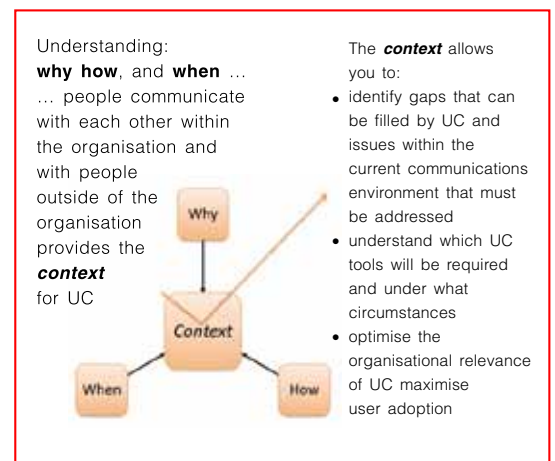 Understanding:
why how, and when ...
... people communicate
with each other within
the organisation and
with people
outside of the
organisation
provides the
context
for UC
Why
Context
When
How
The context allows
you to:
• identify gaps that can
be filled by UC and
issues within the
current communications
environment that must
be addressed
• understand which UC
tools will be required
and under what
circumstances
• optimise the
organisational relevance
of UC maximise
user adoption